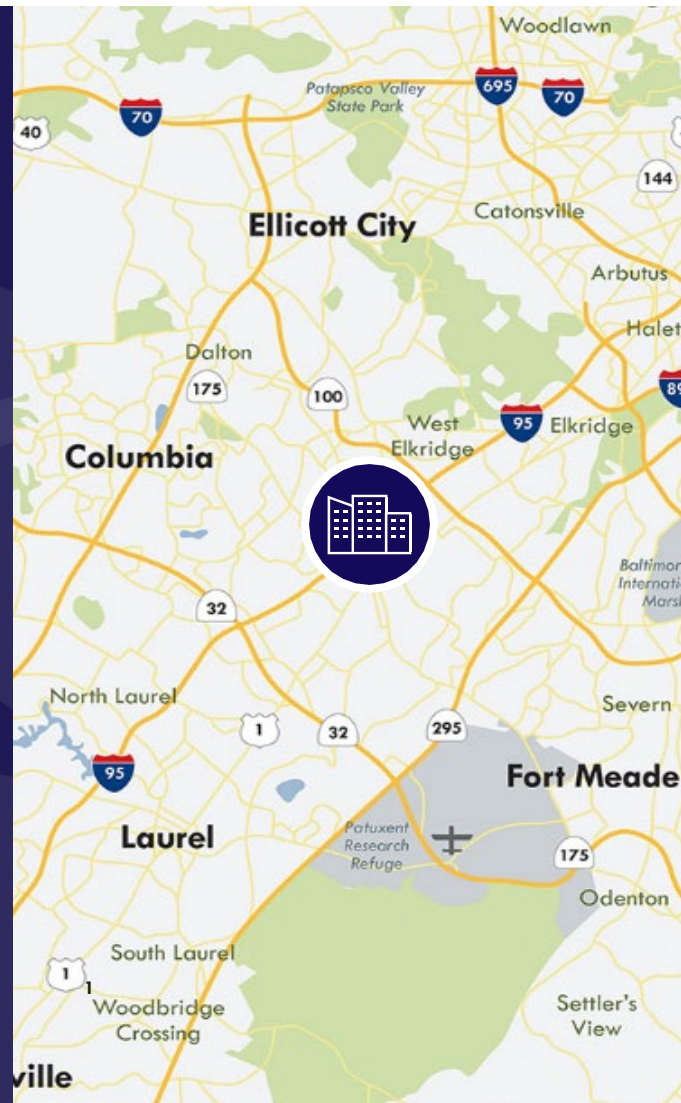 Woodlawn
Patapsco Valley
State Park
695
70
70
40
144
Ellicott City
Catonsville
Arbutus
Halet
Dalton
175
100
89
West
Elkridge
95
Elkridge
Columbia
Baltimor
Internati
Marsh
32
North Laurel
Severn
1
32
295
95
Fort Meade
Laurel
Patuxent
Research
Refuge
175
Odenton
South Laurel
1
1
Woodbridge
Crossing
Settler's
View
ville